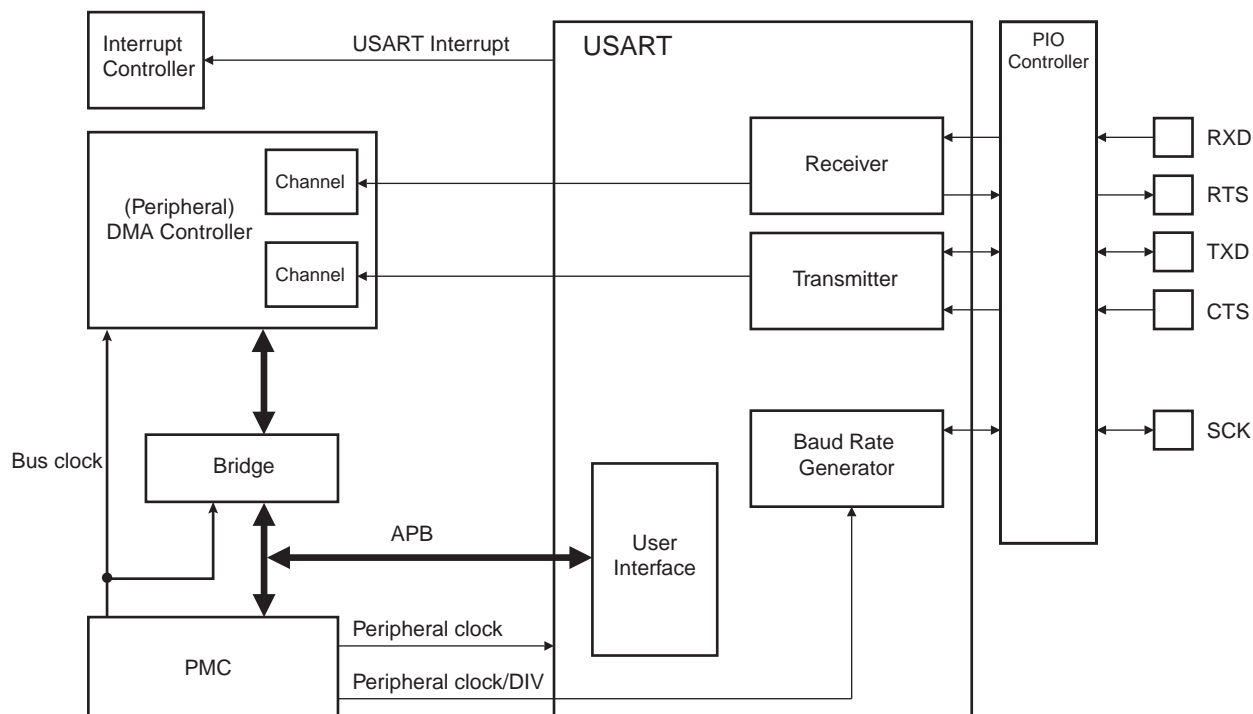 Interrupt
Controller
USART Interrupt
USART
PIO
Controller
(Peripheral)
DMA Controller
Channel
Channel
Receiver
Transmitter
RXD
RTS
TXD
CTS
SCK
Baud Rate
Generator
Bus clock
Bridge
APB
User
Interface
PMC
Peripheral clock
Peripheral clock/DIV